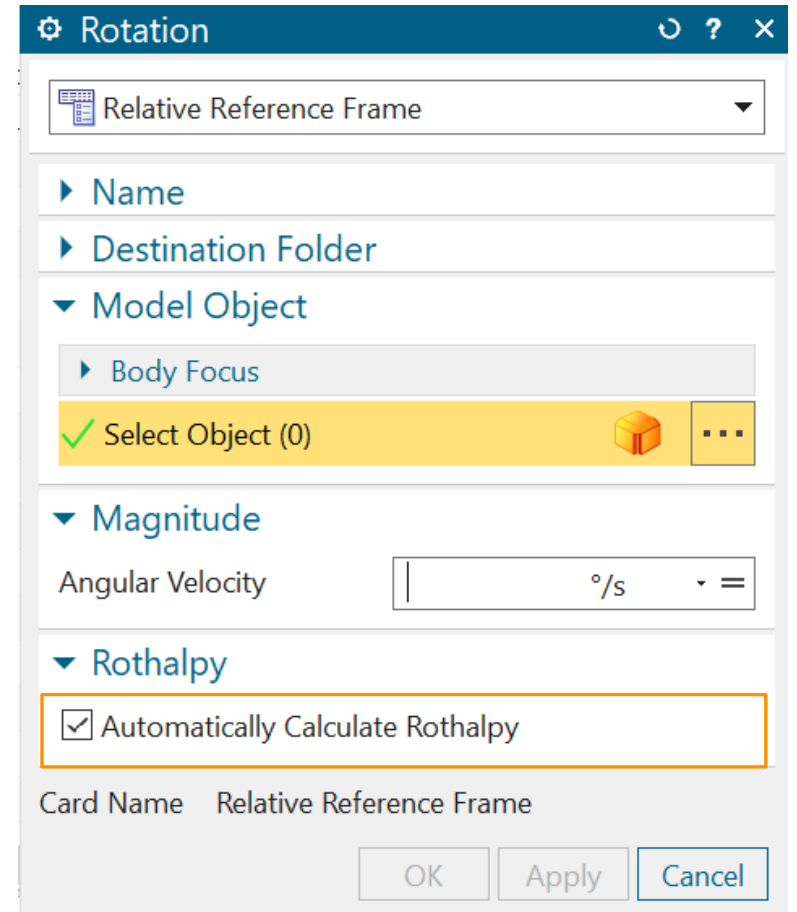 Rotation ?
Relative Reference Frame
Name
Destination Folder
Model Object
Body Focus
Select Object (0)
Magnitude
Angular Velocity °/s
Rothalpy
Automatically Calculate Rothalpy
Card Name Relative Reference Frame
OK Apply Cancel